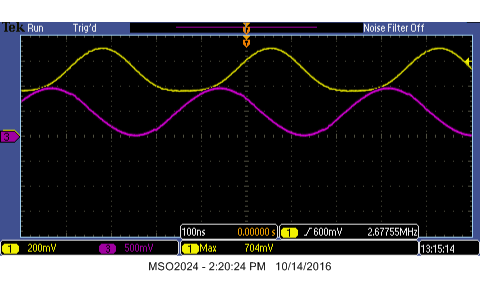 Tek Run Trig'd Noise Filter Off
3
100ns 0.00000 s 1 600mV 2.67755MHz
1 200mV 3 500mV 1 Max 704mV 13:15:14
MSO2024 - 2:20:24 PM 10/14/2016